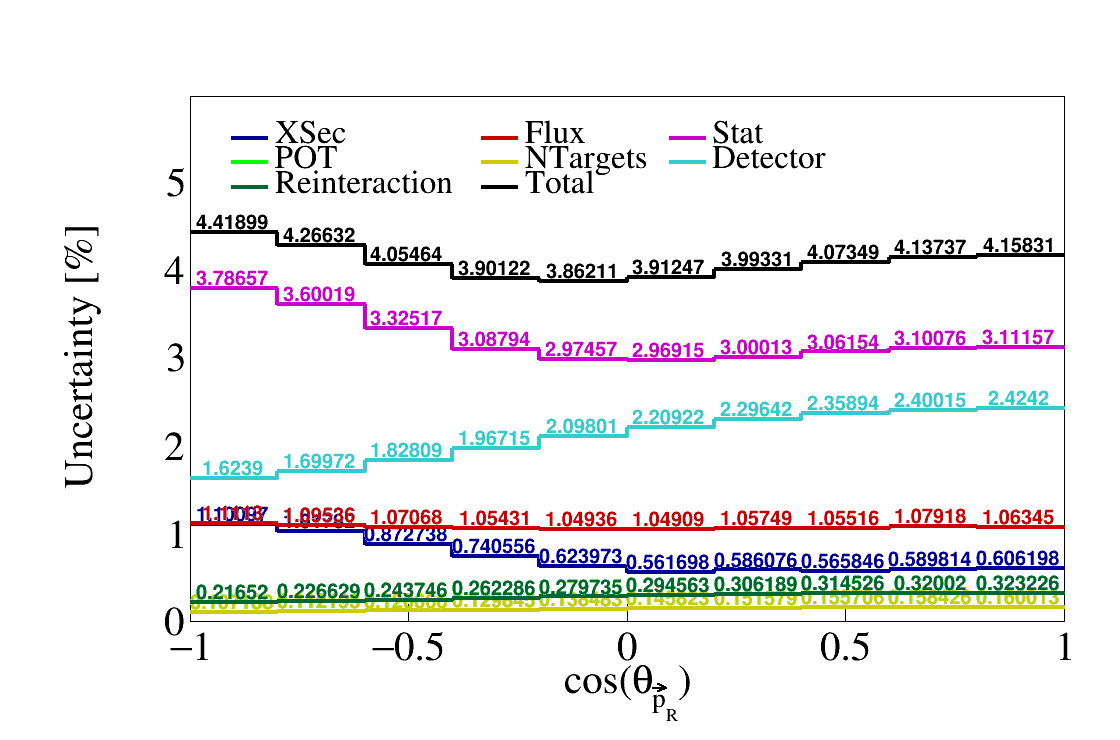 XSec Flux Stat
POT NTargets Detector
Reinteraction Total
Uncertainty [%]
5
4
3
2
1
0
4.41899 4.26632 4.05464 3.90122 3.86211 3.91247 3.99331 4.07349 4.13737 4.15831
3.78657 3.60019 3.32517 3.08794 2.97457 2.96915 3.00013 3.06154 3.10076 3.11157
1.6239 1.69972 1.82809 1.96715 2.09801 2.20922 2.29642 2.35894 2.40015 2.4242
1.09536 1.07068 1.05431 1.04936 1.04909 1.05749 1.05516 1.07918 1.06345
0.872738 0.740556 0.623973 0.561698 0.586076 0.565846 0.589814 0.606198
0.21652 0.226629 0.243746 0.262286 0.279735 0.294563 0.306189 0.314526 0.32002 0.323226
−1 −0.5 0 0.5 1
cos(θ p⃗R )